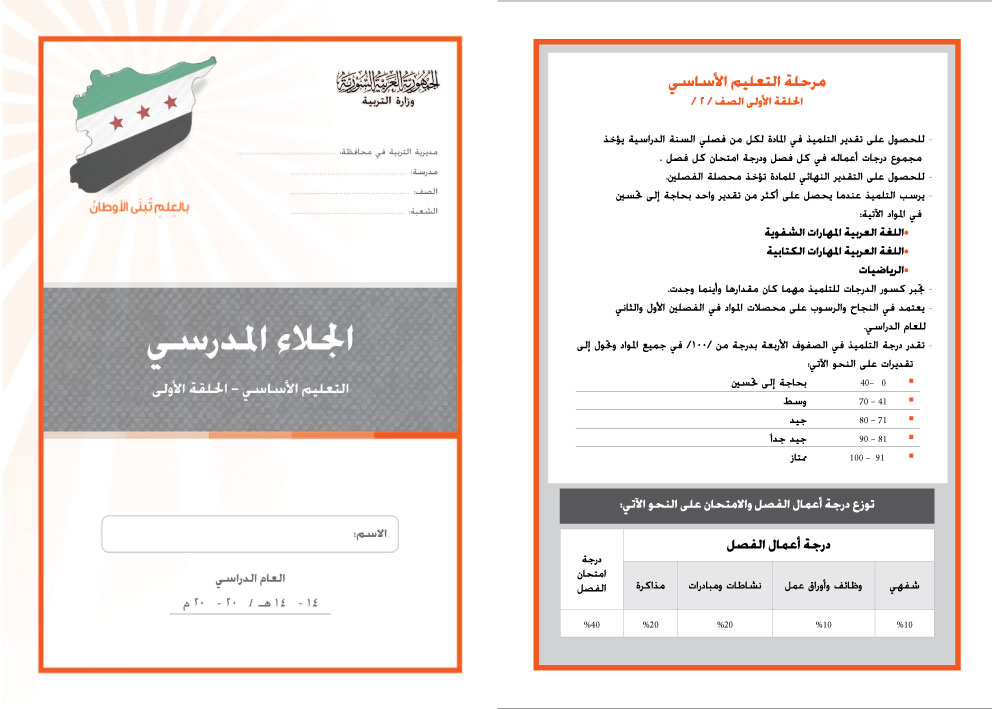 الجمهورية العربية السورية
وزارة التربية
مديرية التربية في محافظة: ........................
مدرسة: ........................
الصف: ........................
الشعبة: ........................
بالعِلمِ تُبنَى الأوطانُ
الجلاء المدرسي
التعليم الأساسي – الحلقة الأولى
الاسم:
العام الدراسي
١٤ - ١٤ هـ / ٢٠ - ٢٠ م
مرحلة التعليم الأساسي
الحلقة الأولى الصف / ٢ /
- للحصول على تقدير التلميذ في المادة لكل من فصلي السنة الدراسية يؤخذ
مجموع درجات أعماله في كل فصل ودرجة امتحان كل فصل .
- للحصول على التقدير النهائي للمادة تؤخذ محصلة الفصلين.
- يرسب التلميذ عندما يحصل على أكثر من تقدير واحد بحاجة إلى تحسين
في المواد الآتية:
•اللغة العربية المهارات الشفوية
•اللغة العربية المهارات الكتابية
•الرياضيات
- تجبر كسور الدرجات للتلميذ مهما كان مقدارها وأينما وجدت.
- يعتمد في النجاح والرسوب على محصلات المواد في الفصلين الأول والثاني
للعام الدراسي.
- تقدر درجة التلميذ في الصفوف الأربعة بدرجة من /١٠٠/ في جميع المواد وتحول إلى
تقديرات على النحو الآتي:
0 -40 بحاجة إلى تحسين
41 - 70 وسط
71 - 80 جيد
81 - 90 جيد جداً
91 - 100 ممتاز
توزع درجة أعمال الفصل والامتحان على النحو الآتي:
درجة أعمال الفصل
درجة
امتحان
الفصل
شفهي وظائف وأوراق عمل نشاطات ومبادرات مذاكرة
%10 %10 %20 %20 %40